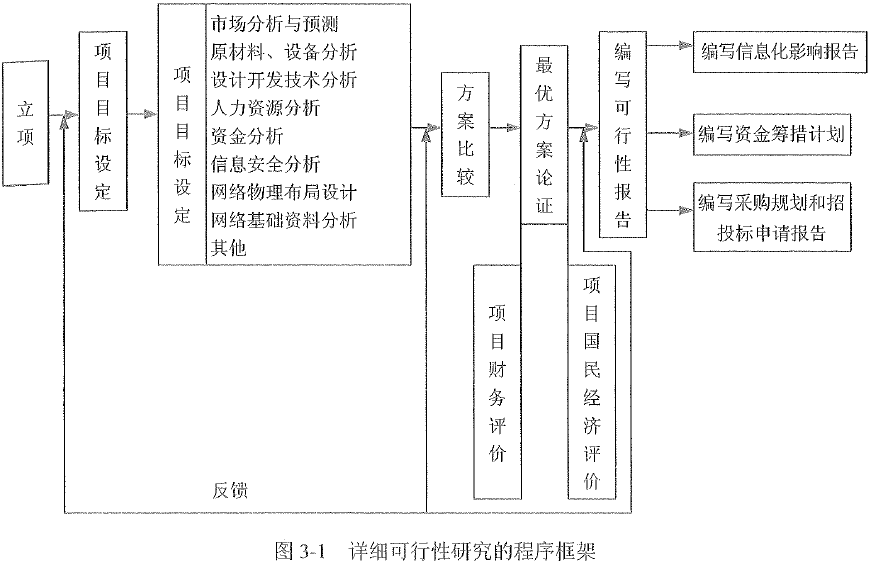 立项
项目目标设定
项目目标设定
市场分析与预测
原材料、设备分析
设计开发技术分析
人力资源分析
资金分析
信息安全分析
网络物理布局设计
网络基础资料分析
其他
方案比较
最优方案论证
编写可行性报告
编写信息化影响报告
编写资金筹措计划
编写采购规划和招
投标申请报告
项目财务评价
项目国民经济评价
反馈
图 3-1 详细可行性研究的程序框架